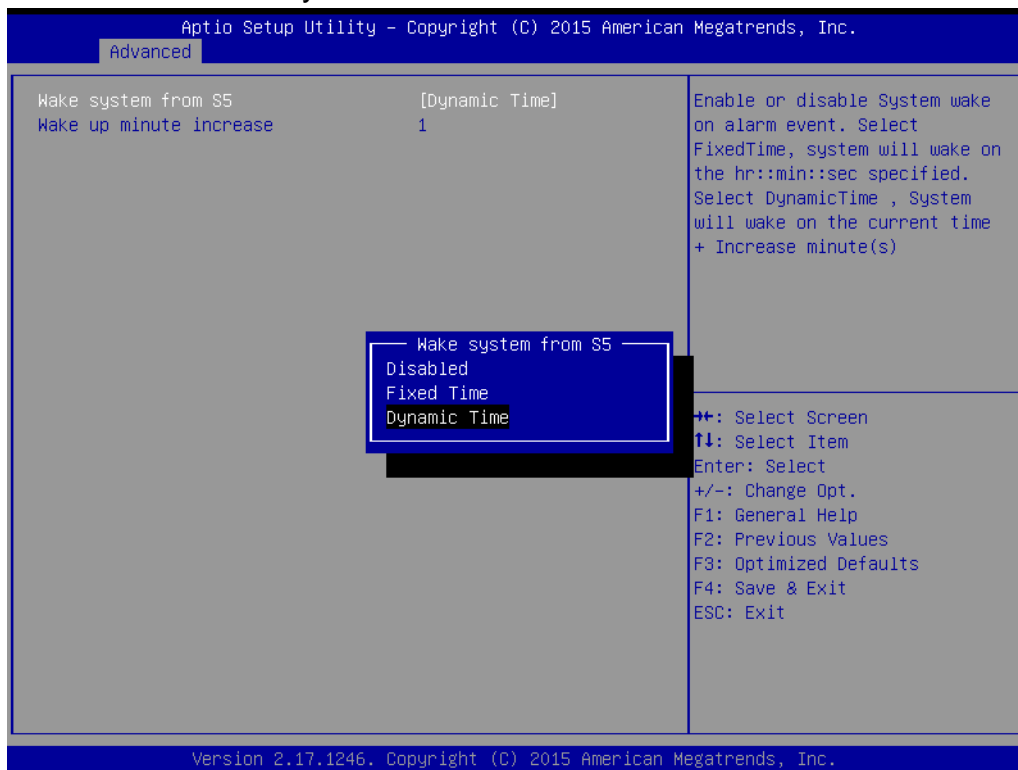 Aptio Setup Utility – Copyright (C) 2015 American Megatrends, Inc.
Advanced
Wake system from S5 [Dynamic Time]
Wake up minute increase 1
Enable or disable System wake
on alarm event. Select
FixedTime, system will wake on
the hr::min::sec specified.
Select DynamicTime , System
will wake on the current time
+ Increase minute(s)
Wake system from S5
Disabled
Fixed Time
Dynamic Time
→←: Select Screen
↑↓: Select Item
Enter: Select
+/-: Change Opt.
F1: General Help
F2: Previous Values
F3: Optimized Defaults
F4: Save & Exit
ESC: Exit
Version 2.17.1246. Copyright (C) 2015 American Megatrends, Inc.